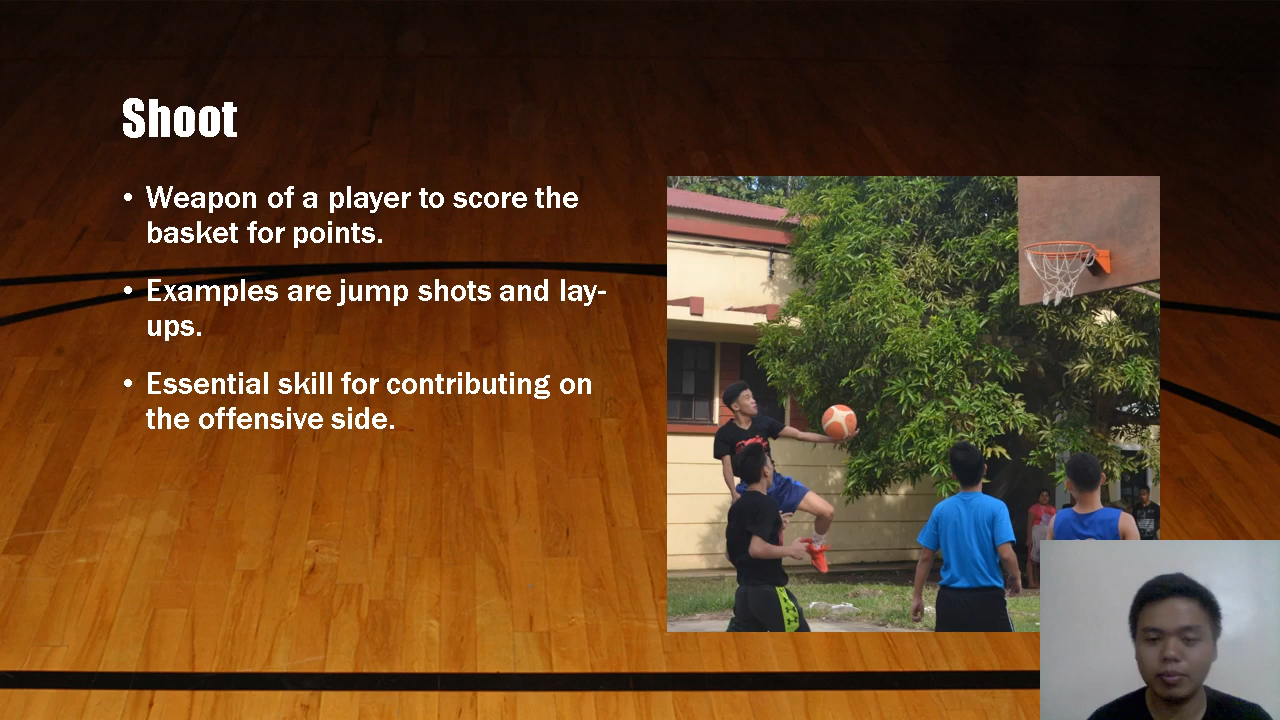 Shoot
• Weapon of a player to score the
basket for points.
• Examples are jump shots and lay-
ups.
• Essential skill for contributing on
the offensive side.